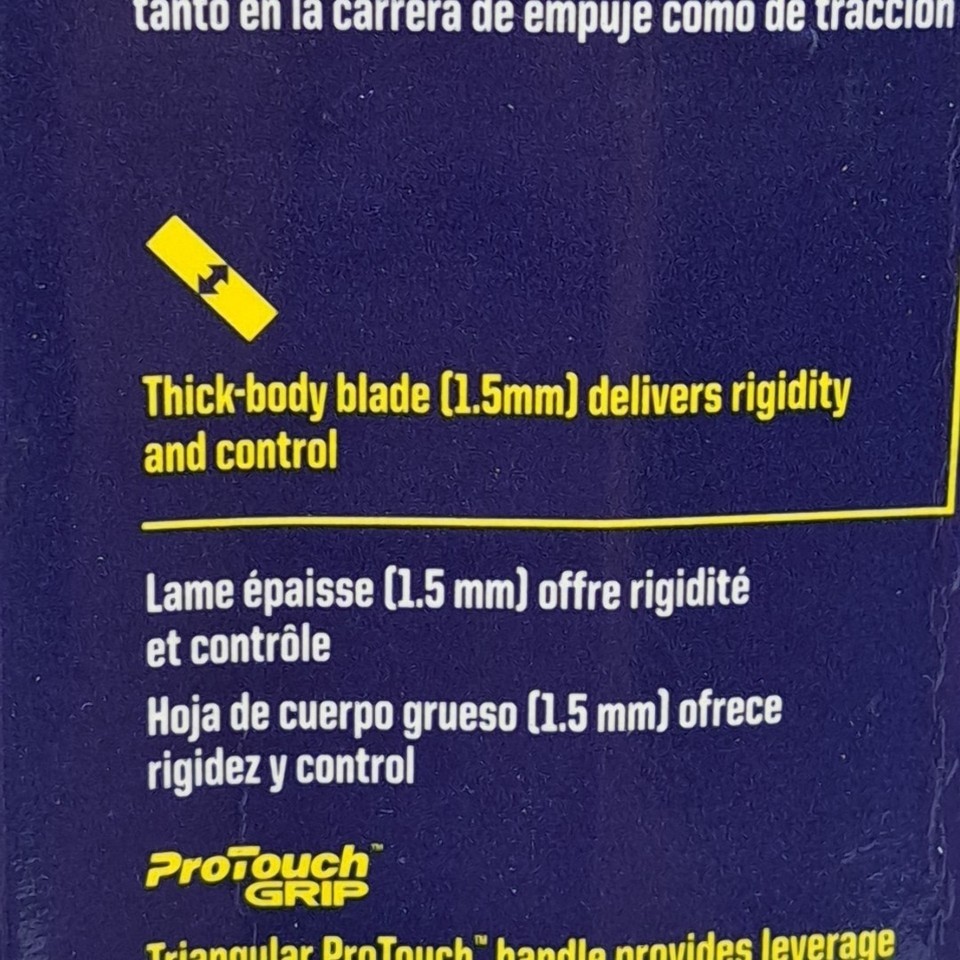 tanto en la carrera de empuje como de tracción
Thick-body blade (1.5mm) delivers rigidity
and control
Lame épaisse (1.5 mm) offre rigidité
et contrôle
Hoja de cuerpo grueso (1.5 mm) ofrece
rigidez y control
ProTouch™
GRIP
Triangular ProTouch™ handle provides leverage